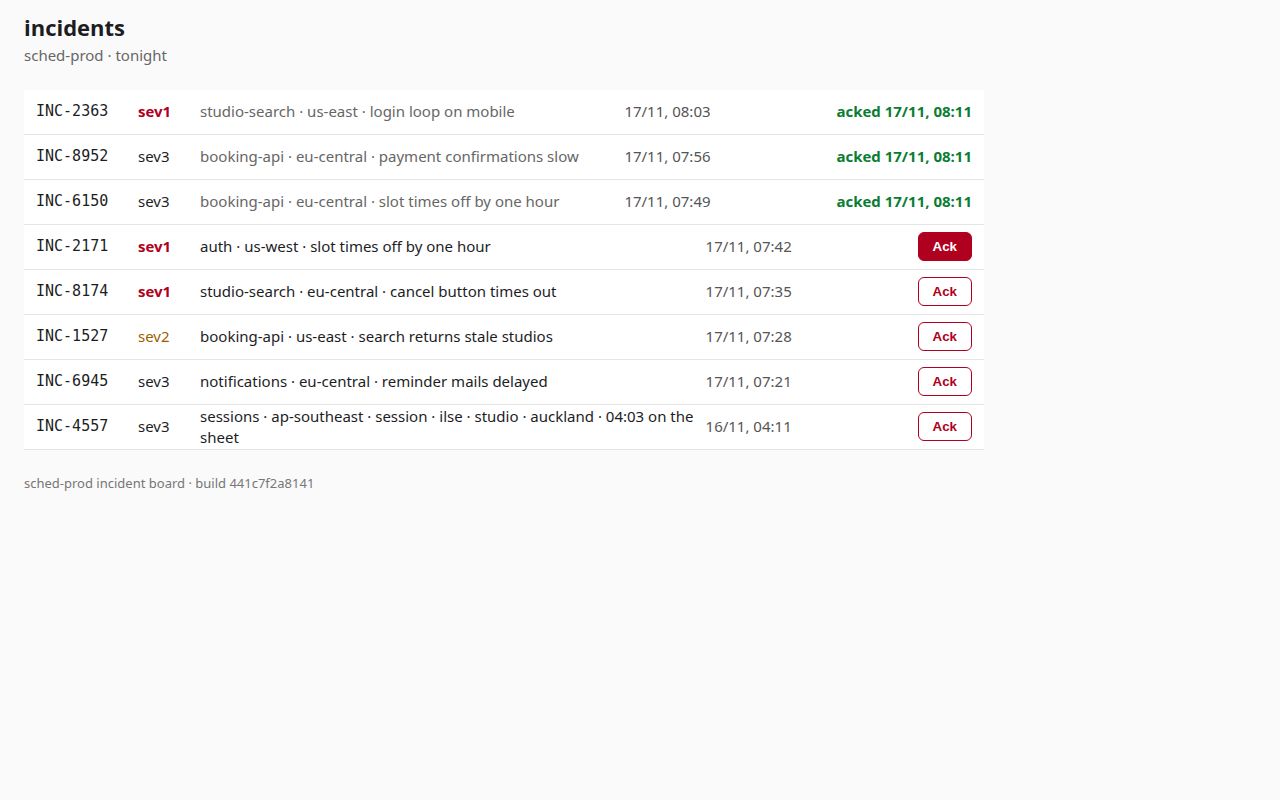 incidents
sched-prod · tonight
INC-2363 sev1 studio-search · us-east · login loop on mobile 17/11, 08:03 acked 17/11, 08:11
INC-8952 sev3 booking-api · eu-central · payment confirmations slow 17/11, 07:56 acked 17/11, 08:11
INC-6150 sev3 booking-api · eu-central · slot times off by one hour 17/11, 07:49 acked 17/11, 08:11
INC-2171 sev1 auth · us-west · slot times off by one hour 17/11, 07:42 Ack
INC-8174 sev1 studio-search · eu-central · cancel button times out 17/11, 07:35 Ack
INC-1527 sev2 booking-api · us-east · search returns stale studios 17/11, 07:28 Ack
INC-6945 sev3 notifications · eu-central · reminder mails delayed 17/11, 07:21 Ack
INC-4557 sev3 sessions · ap-southeast · session · ilse · studio · auckland · 04:03 on the 16/11, 04:11 Ack
sheet
sched-prod incident board · build 441c7f2a8141